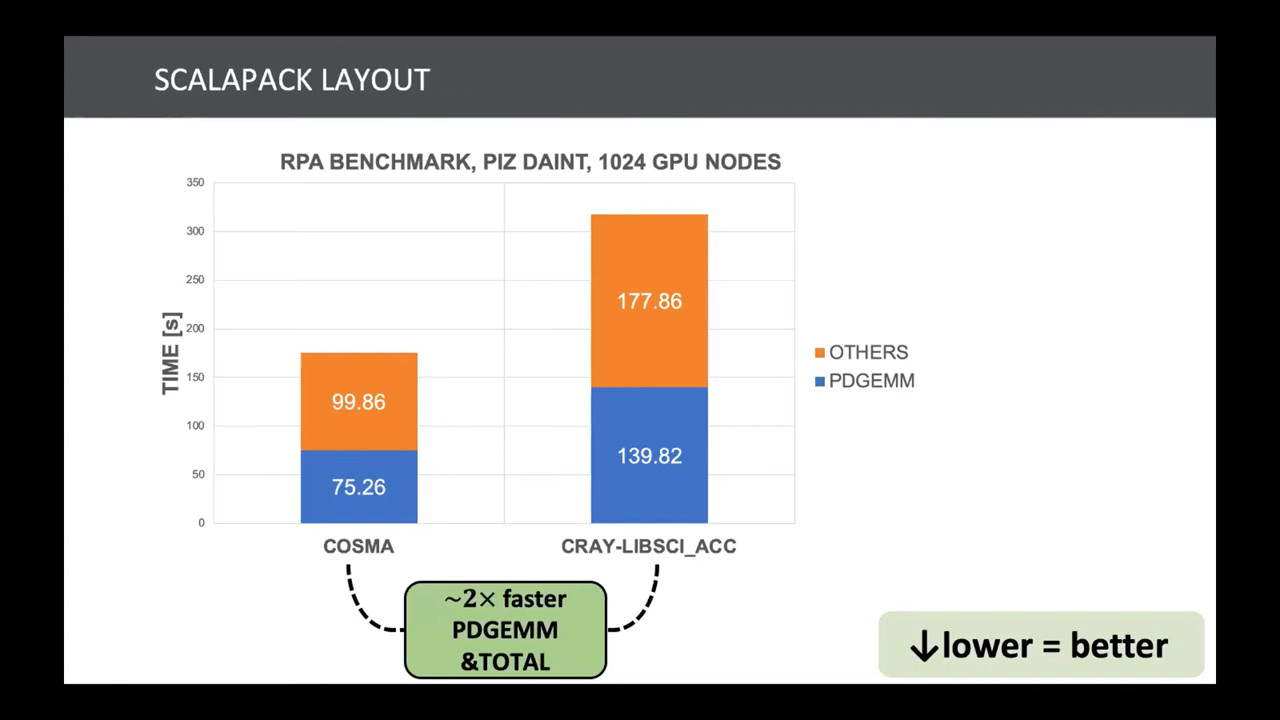 SCALAPACK LAYOUT
RPA BENCHMARK, PIZ DAINT, 1024 GPU NODES
350
300
250
200
150
100
50
0
TIME [s]
99.86
75.26
177.86
139.82
COSMA
CRAY-LIBSCI_ACC
OTHERS
PDGEMM
~2× faster
PDGEMM
&TOTAL
↓lower = better